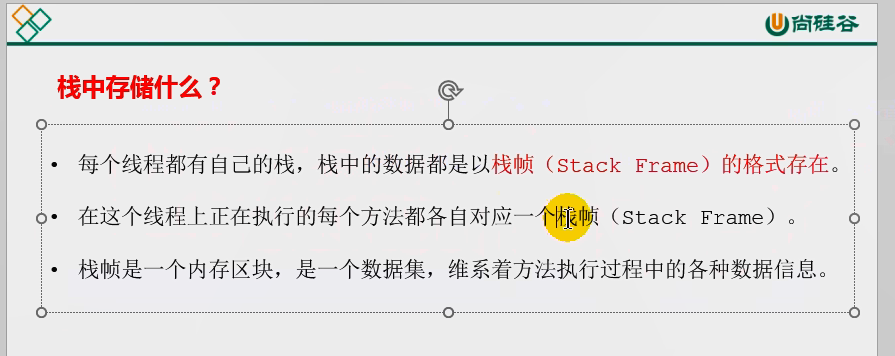 尚硅谷
栈中存储什么？
• 每个线程都有自己的栈，栈中的数据都是以栈帧（Stack Frame）的格式存在。
• 在这个线程上正在执行的每个方法都各自对应一个栈帧（Stack Frame）。
• 栈帧是一个内存区块，是一个数据集，维系着方法执行过程中的各种数据信息。